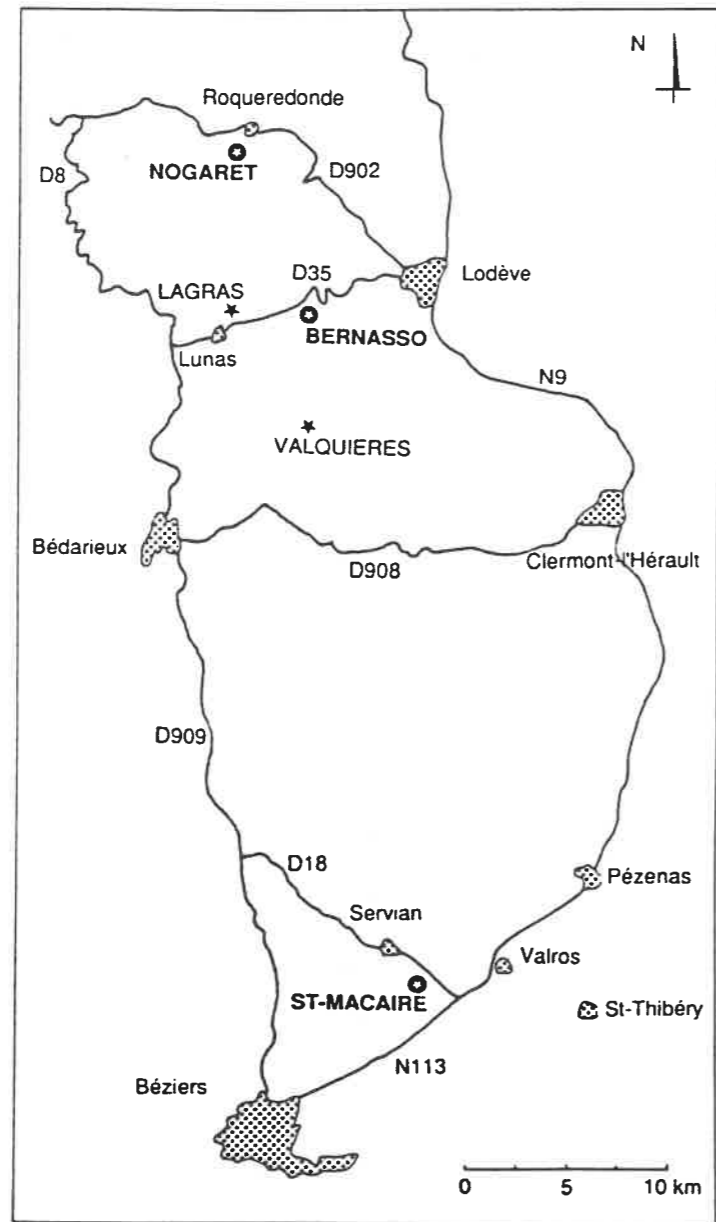 N
Roqueredonde
NOGARET
D8
D902
D35
Lodève
LAGRAS
BERNASSO
Lunas
N9
VALQUIERES
Bédarieux
D908
Clermont-l'Hérault
D909
D18
Pézenas
Servian
Valros
ST-MACAIRE
St-Thibéry
N113
Béziers
0 5 10 km